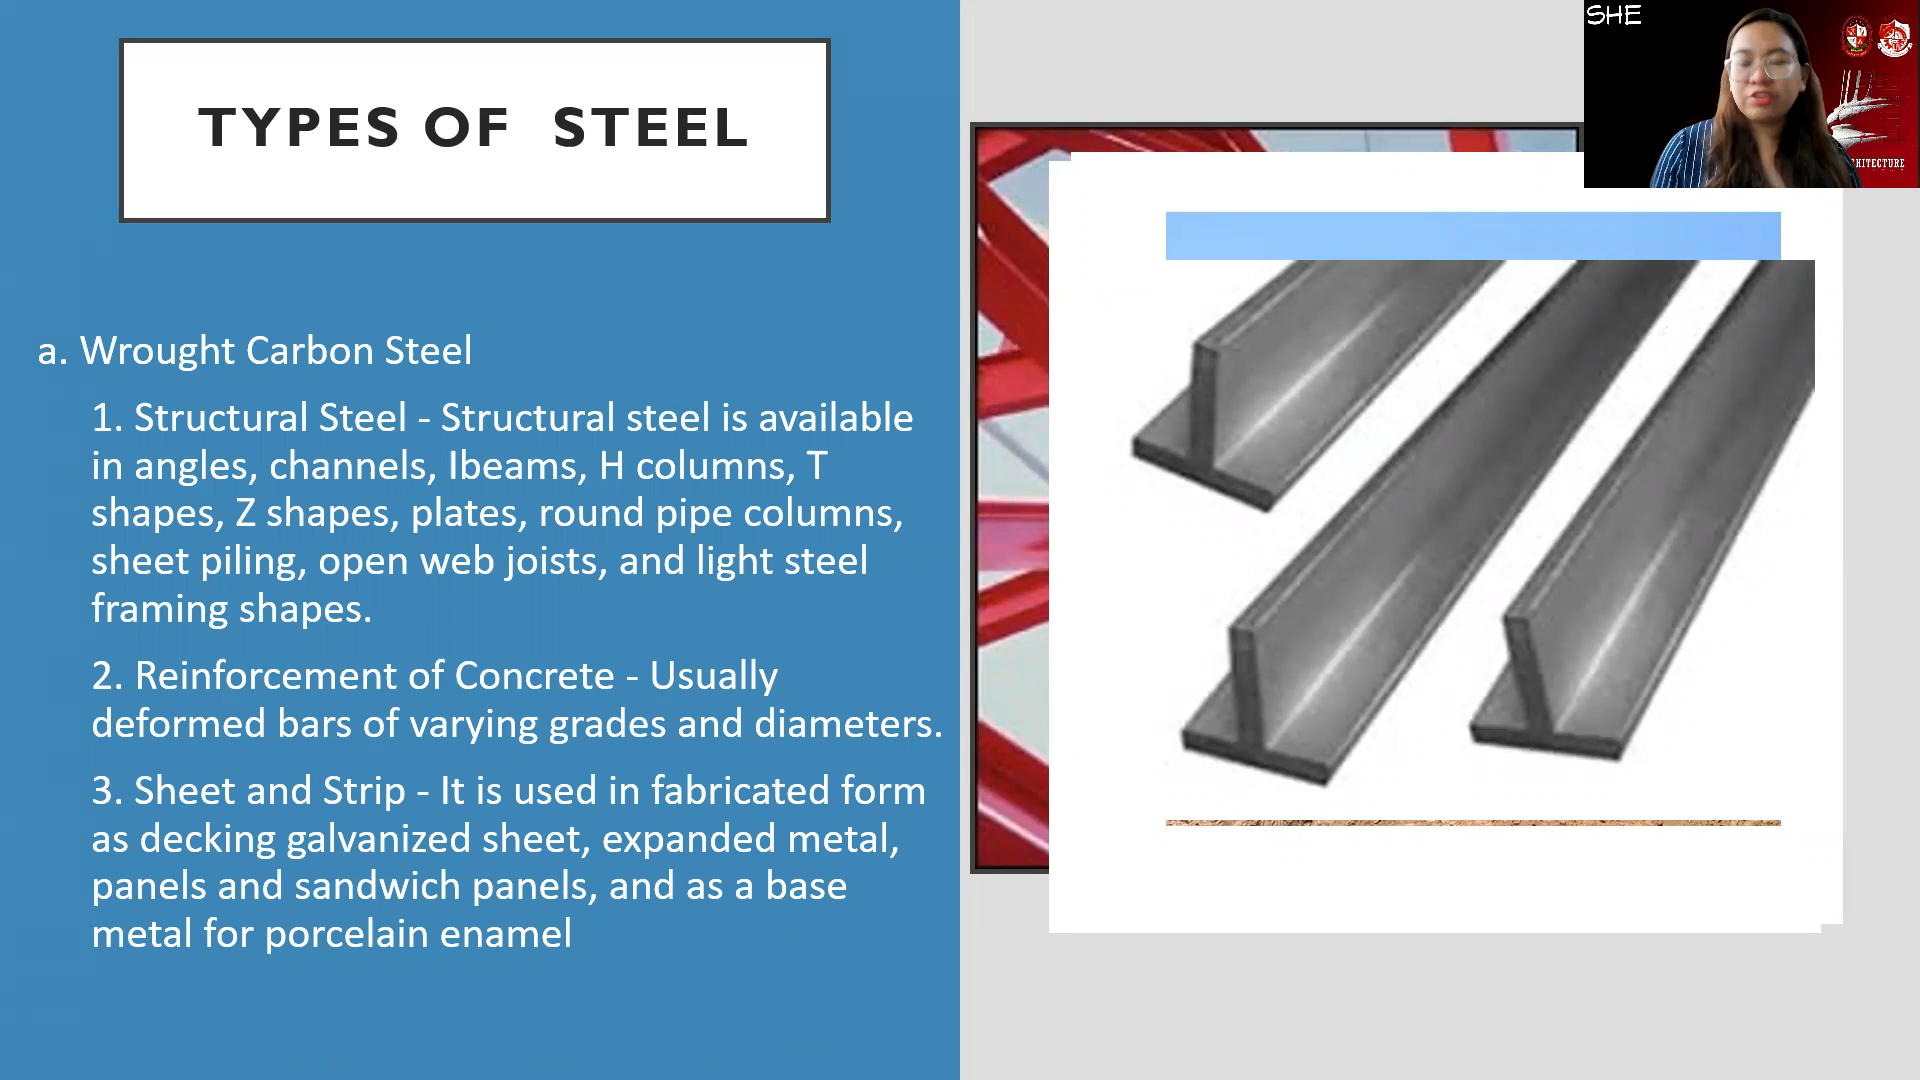 TYPES OF STEEL
a. Wrought Carbon Steel
1. Structural Steel - Structural steel is available
in angles, channels, Ibeams, H columns, T
shapes, Z shapes, plates, round pipe columns,
sheet piling, open web joists, and light steel
framing shapes.
2. Reinforcement of Concrete - Usually
deformed bars of varying grades and diameters.
3. Sheet and Strip - It is used in fabricated form
as decking galvanized sheet, expanded metal,
panels and sandwich panels, and as a base
metal for porcelain enamel
SHE